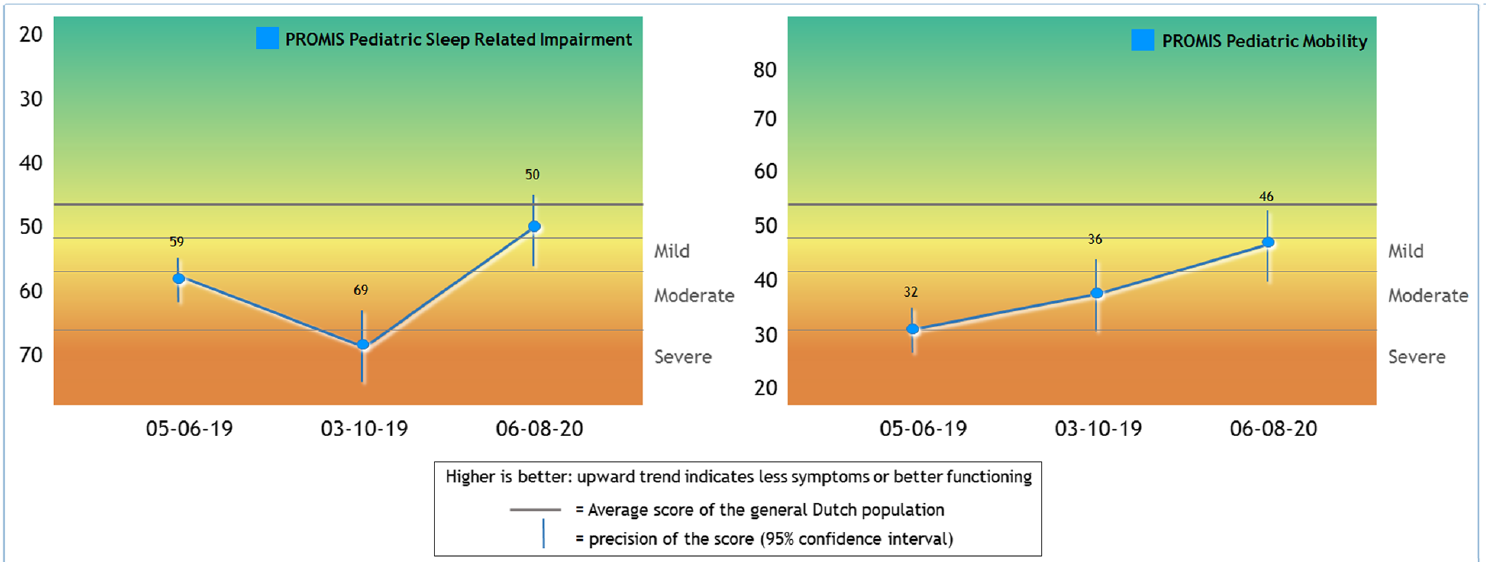 PROMIS Pediatric Sleep Related Impairment
20
30
40
50
60
70
59
69
50
Mild
Moderate
Severe
05-06-19 03-10-19 06-08-20
PROMIS Pediatric Mobility
80
70
60
50
40
30
20
32
36
46
Mild
Moderate
Severe
05-06-19 03-10-19 06-08-20
Higher is better: upward trend indicates less symptoms or better functioning
= Average score of the general Dutch population
= precision of the score (95% confidence interval)